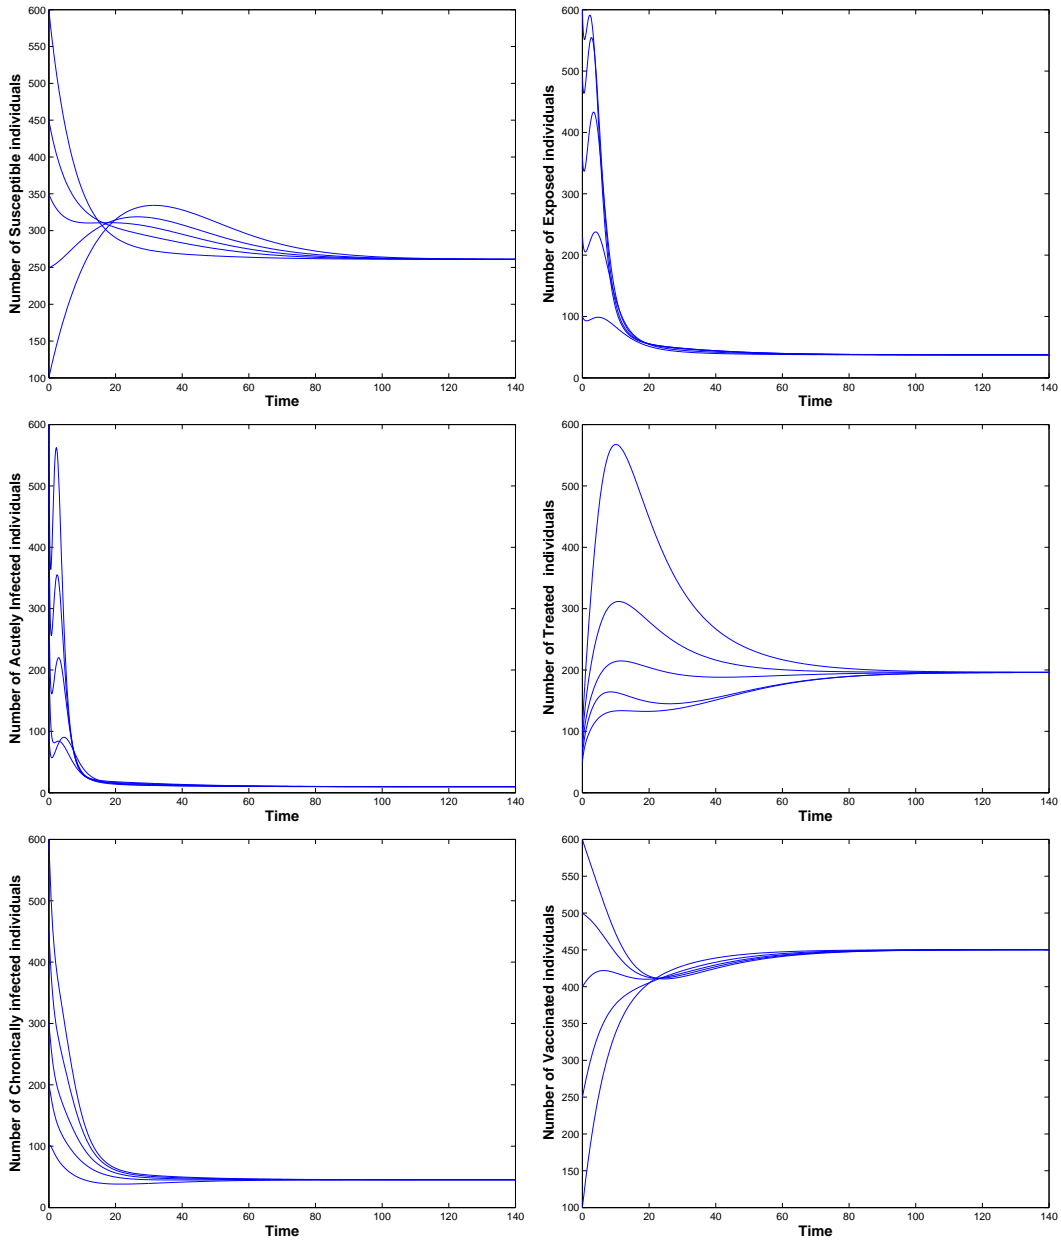 Number of Susceptible individuals
600
550
500
450
400
350
300
250
200
150
100
0 20 40 60 80 100 120 140
Time
Number of Exposed individuals
600
500
400
300
200
100
0
0 20 40 60 80 100 120 140
Time
Number of Acutely Infected individuals
600
500
400
300
200
100
0
0 20 40 60 80 100 120 140
Time
Number of Treated individuals
600
500
400
300
200
100
0
0 20 40 60 80 100 120 140
Time
Number of Chronically infected individuals
600
500
400
300
200
100
0
0 20 40 60 80 100 120 140
Time
Number of Vaccinated individuals
600
550
500
450
400
350
300
250
200
150
100
0 20 40 60 80 100 120 140
Time